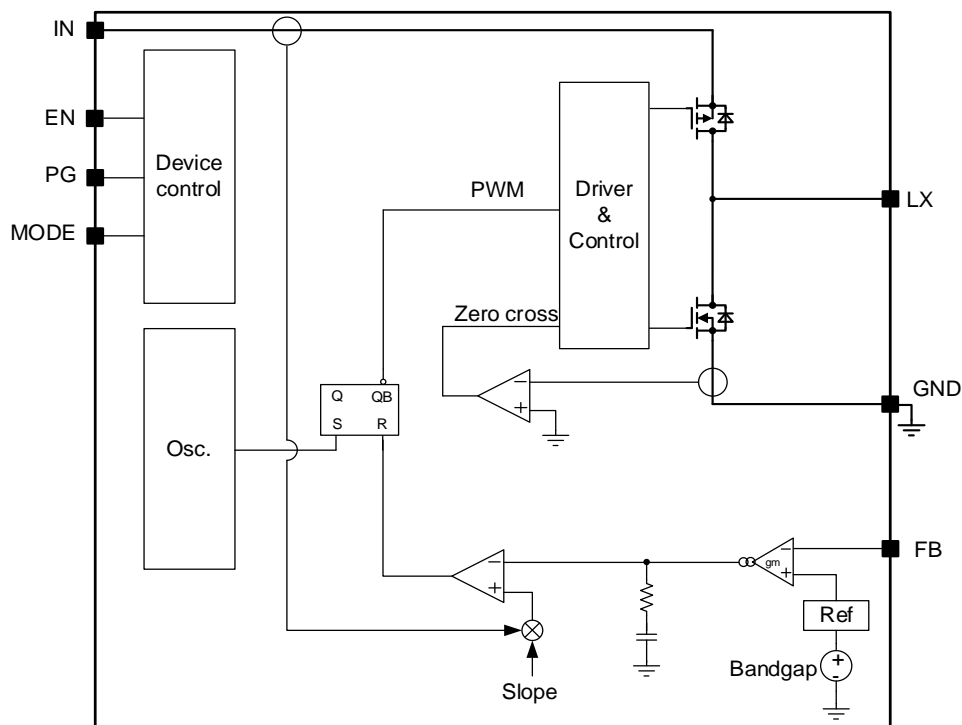 IN
EN
PG
MODE
Device
control
PWM
Driver
&
Control
LX
Zero cross
−
+
GND
Q QB
S R
Osc.
FB
−
+
gm
−
+
Ref
Bandgap
+
-
Slope